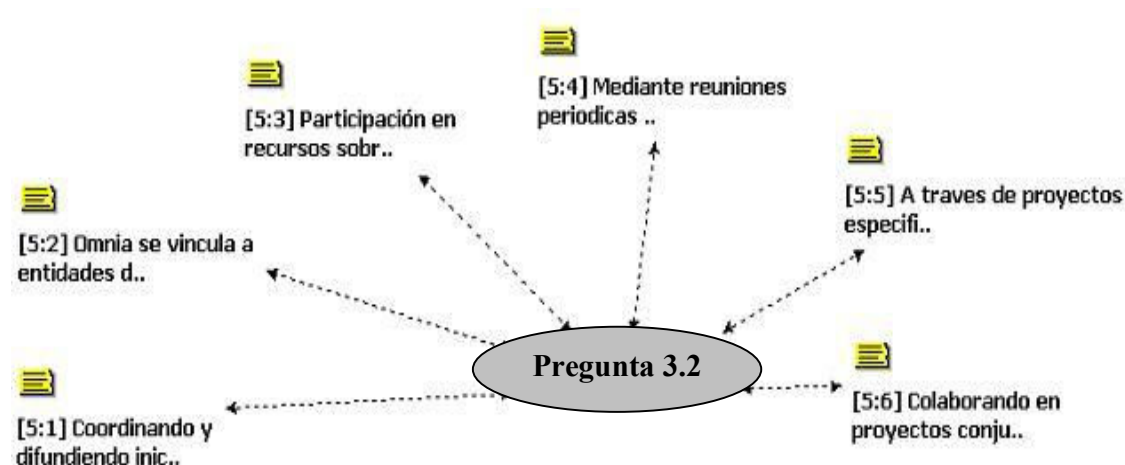 [5:4] Mediante reuniones
periodicas ..
[5:3] Participación en
recursos sobr..
[5:5] A traves de proyectos
especifi..
[5:2] Omnia se vincula a
entidades d..
Pregunta 3.2
[5:6] Colaborando en
proyectos conju..
[5:1] Coordinando y
difundiendo inic..